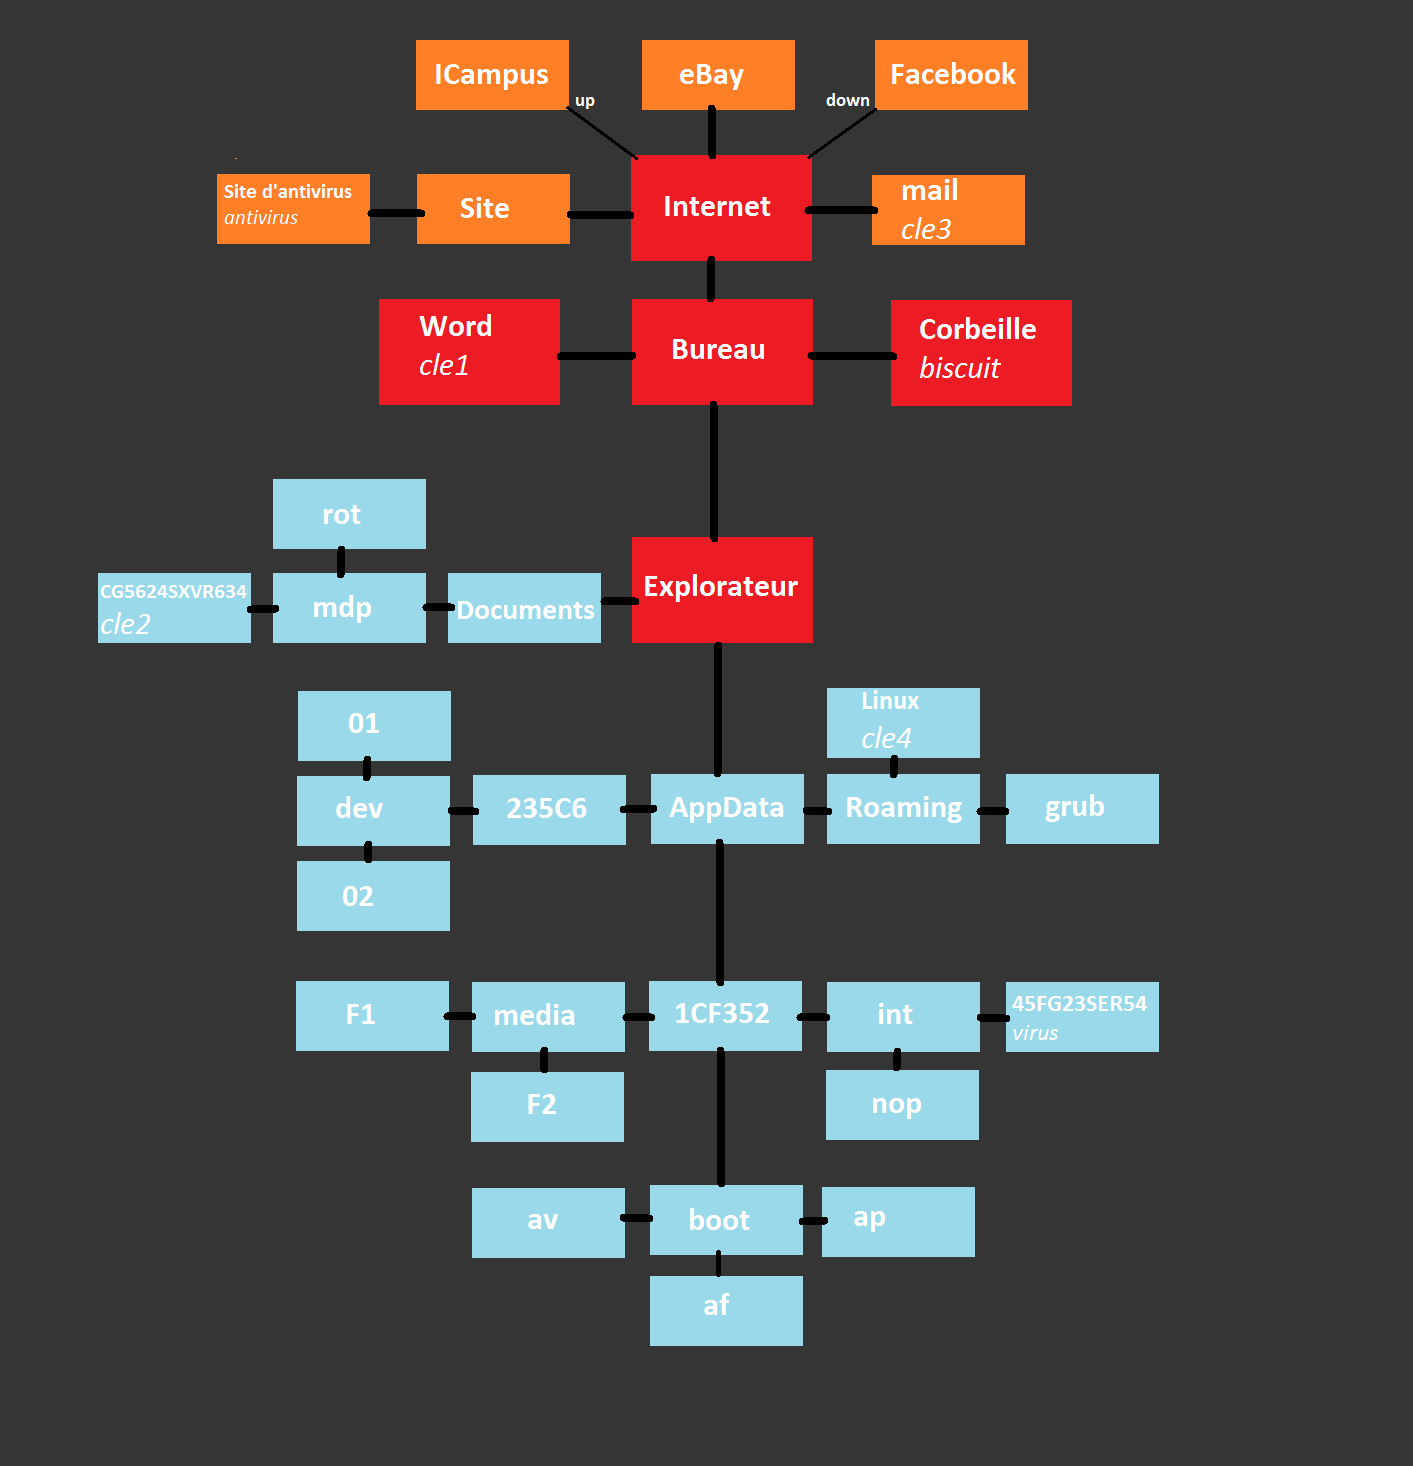 ICampus
eBay
Facebook
up
down
Site d'antivirus
antivirus
Site
Internet
mail
cle3
Word
cle1
Bureau
Corbeille
biscuit
rot
CG5624SXVR634
cle2
mdp
Documents
Explorateur
01
Linux
cle4
dev
235C6
AppData
Roaming
grub
02
F1
media
1CF352
int
45FG23SER54
virus
F2
nop
av
boot
ap
af